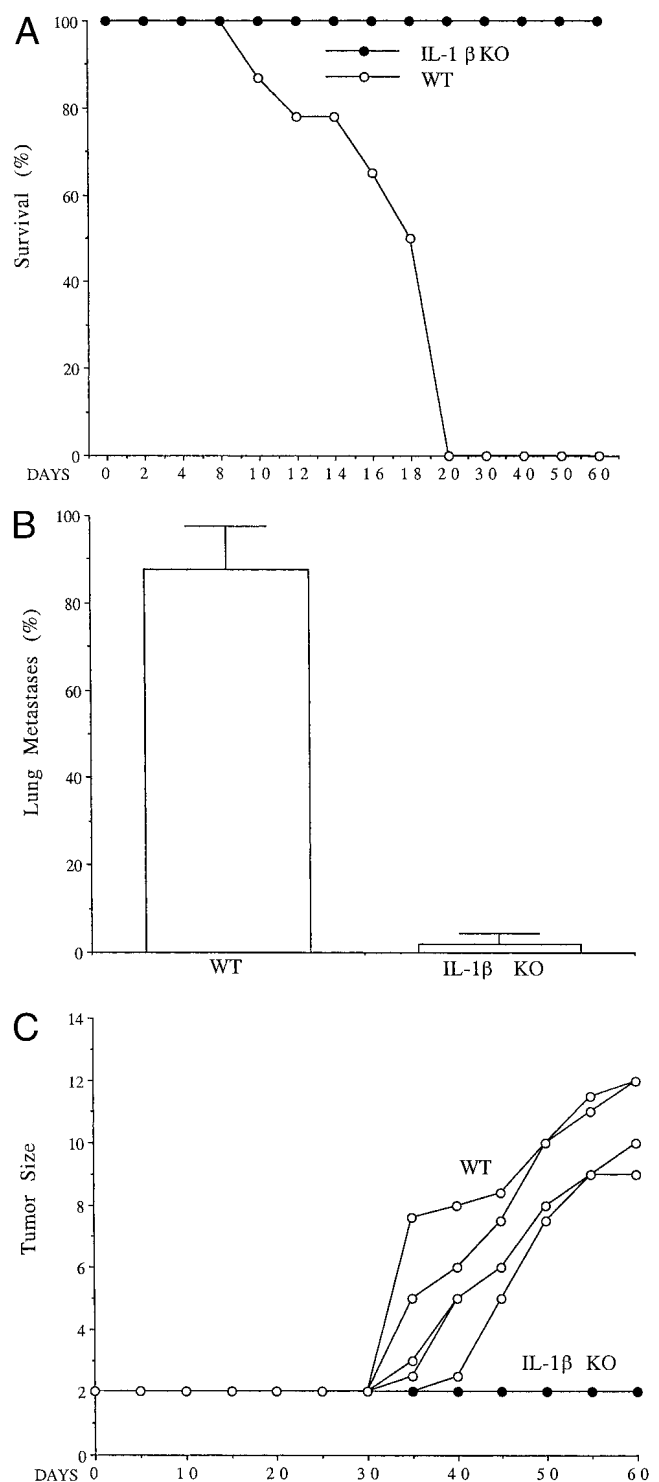 A
100
80
60
40
20
0
Survival (%)
IL-1 β KO
WT
DAYS 0 2 4 8 10 12 14 16 18 20 30 40 50 60
B
100
80
60
40
20
0
Lung Metastases (%)
WT IL-1β KO
C
14
12
10
8
6
4
2
0
Tumor Size
WT
IL-1β KO
DAYS 0 10 20 30 40 50 60